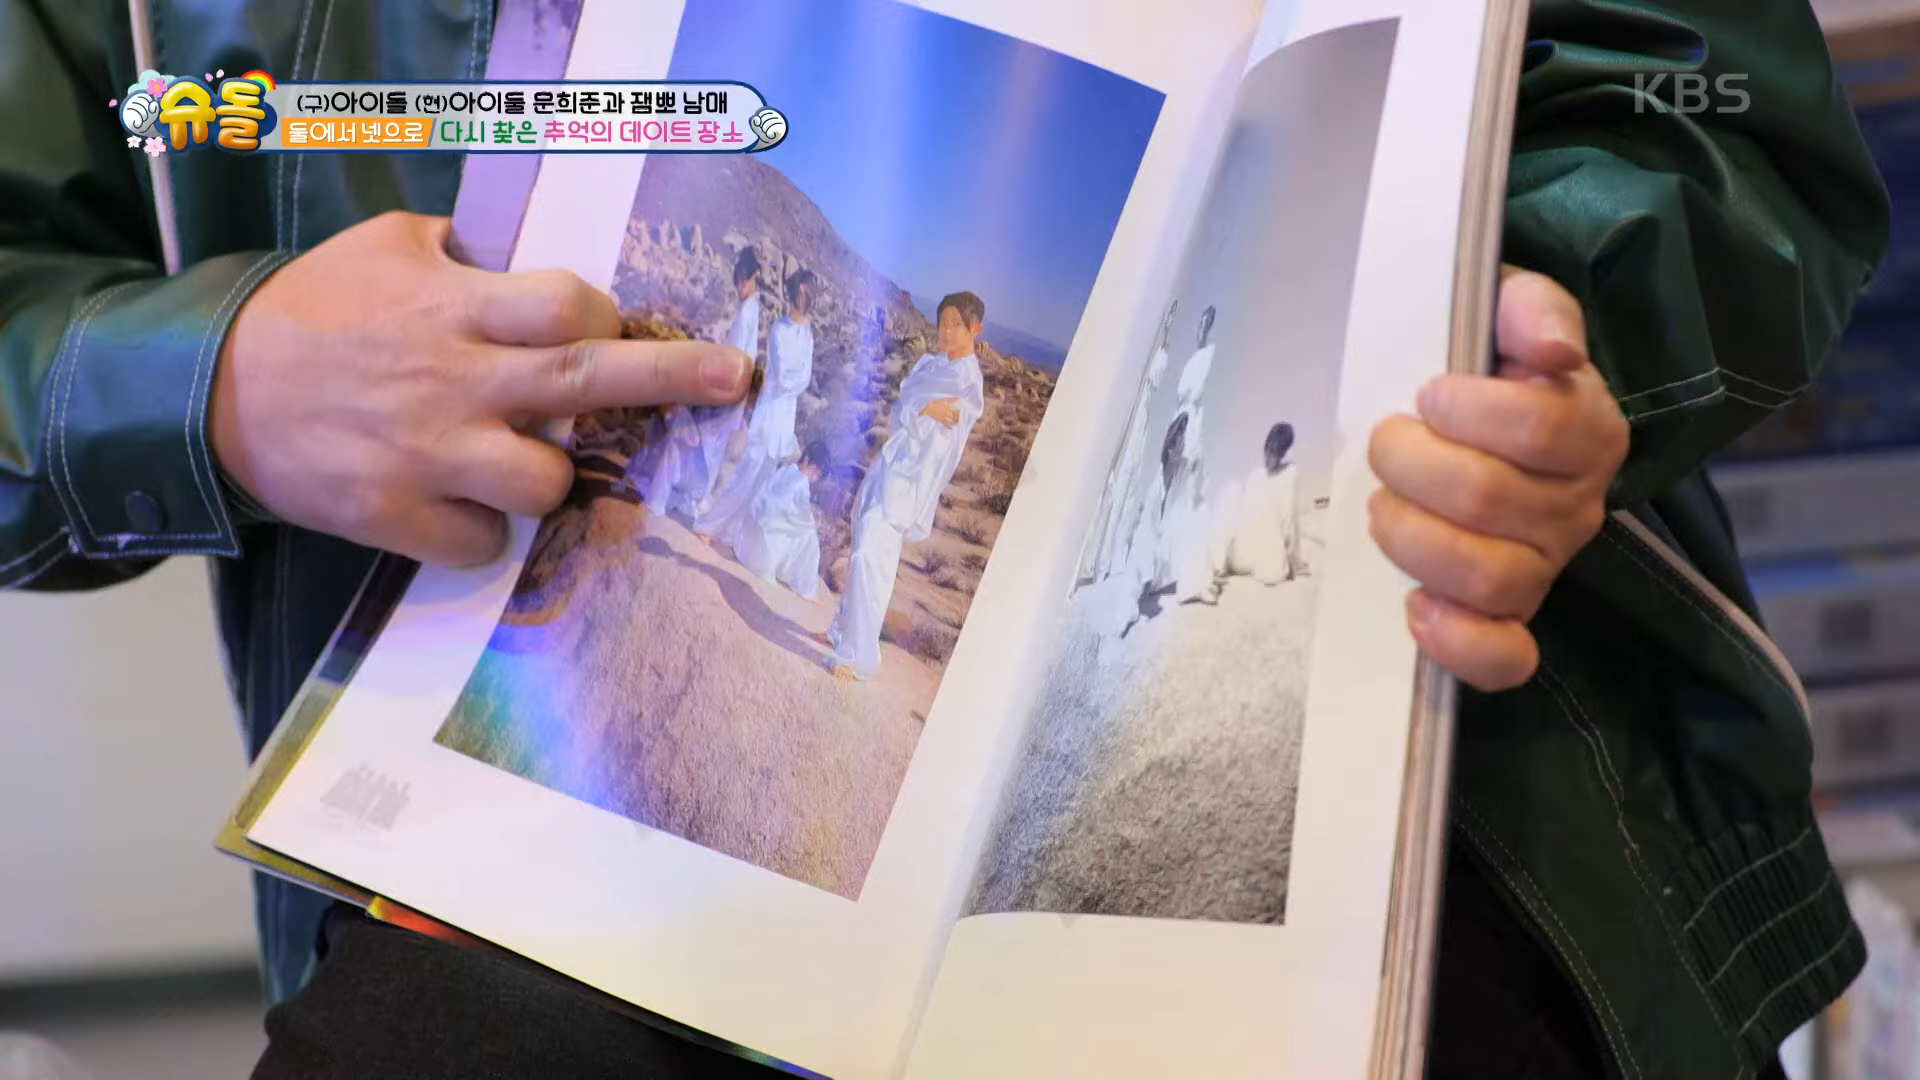 슈돌
(구)아이돌 (현)아이둘 문희준과 잼뽀 남매
둘에서 넷으로/다시 찾은 추억의 데이트 장소
KBS